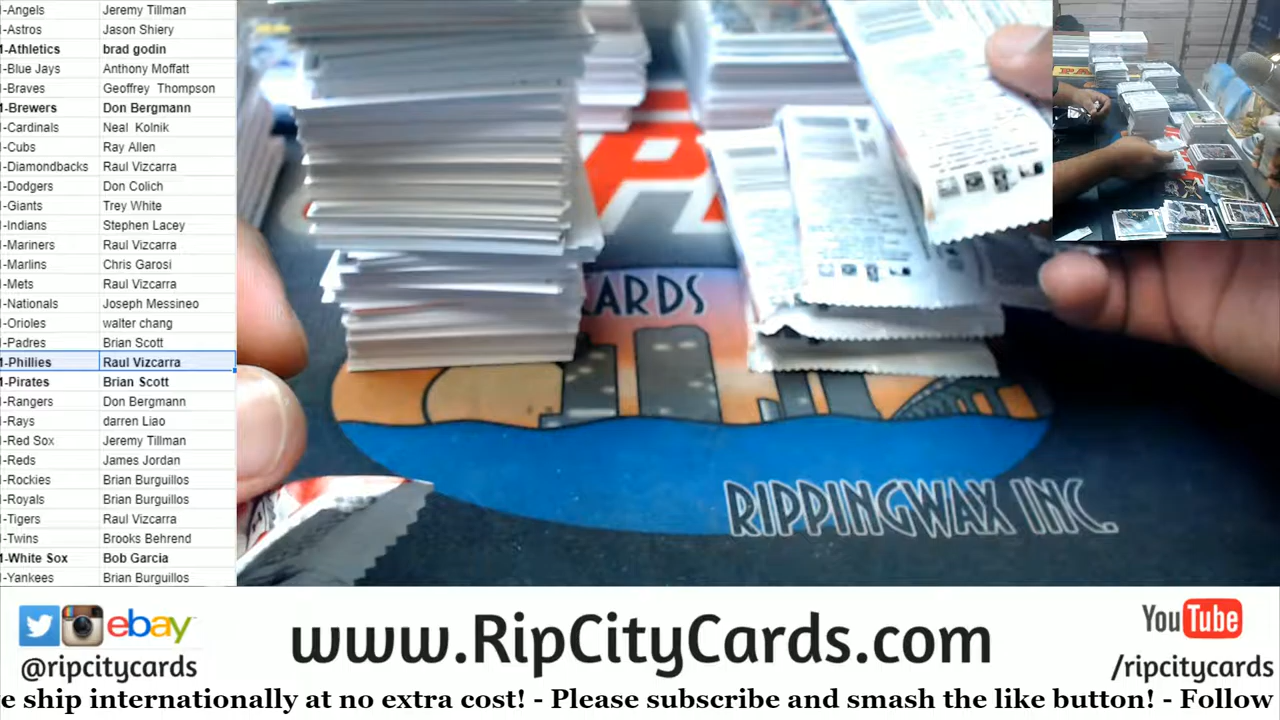 -Angels Jeremy Tillman
-Astros Jason Shiery
-Athletics brad godin
-Blue Jays Anthony Moffatt
-Braves Geoffrey Thompson
-Brewers Don Bergmann
-Cardinals Neal Kolnik
-Cubs Ray Allen
-Diamondbacks Raul Vizcarra
-Dodgers Don Colich
-Giants Trey White
-Indians Stephen Lacey
-Mariners Raul Vizcarra
-Marlins Chris Garosi
-Mets Raul Vizcarra
-Nationals Joseph Messineo
-Orioles walter chang
-Padres Brian Scott
-Phillies Raul Vizcarra
-Pirates Brian Scott
-Rangers Don Bergmann
-Rays darren Liao
-Red Sox Jeremy Tillman
-Reds James Jordan
-Rockies Brian Burguillos
-Royals Brian Burguillos
-Tigers Raul Vizcarra
-Twins Brooks Behrend
-White Sox Bob Garcia
-Yankees Brian Burguillos
CARDS
RIPPINGWAX INC.
ebay
@ripcitycards
www.RipCityCards.com
YouTube
/ripcitycards
e ship internationally at no extra cost! - Please subscribe and smash the like button! - Follow